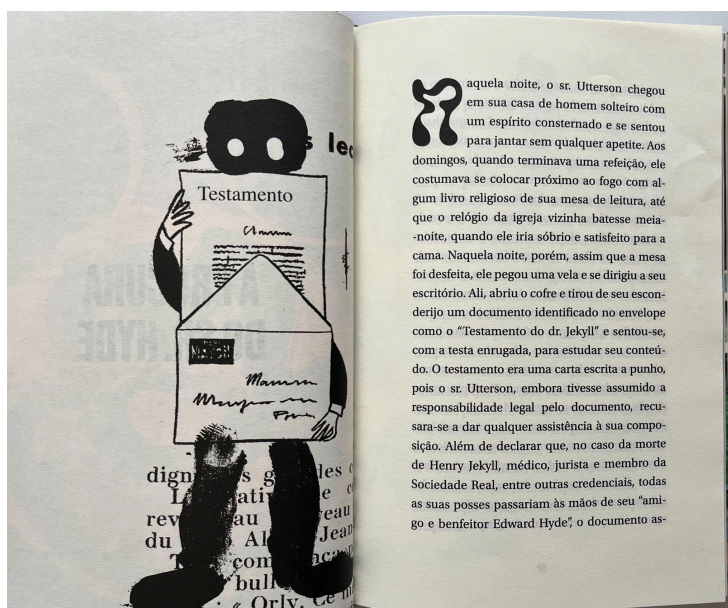 s lec
Testamento
dign s g des c
L ativ e c
rev au veau
du Al Jean
T com nça
bull
" Orly. Ce m
Naquela noite, o sr. Utterson chegou
em sua casa de homem solteiro com
um espírito consternado e se sentou
para jantar sem qualquer apetite. Aos
domingos, quando terminava uma refeição, ele
costumava se colocar próximo ao fogo com al-
gum livro religioso de sua mesa de leitura, até
que o relógio da igreja vizinha batesse meia-
-noite, quando ele iria sóbrio e satisfeito para a
cama. Naquela noite, porém, assim que a mesa
foi desfeita, ele pegou uma vela e se dirigiu a seu
escritório. Ali, abriu o cofre e tirou de seu escon-
derijo um documento identificado no envelope
como o “Testamento do dr. Jekyll” e sentou-se,
com a testa enrugada, para estudar seu conteú-
do. O testamento era uma carta escrita a punho,
pois o sr. Utterson, embora tivesse assumido a
responsabilidade legal pelo documento, recu-
sara-se a dar qualquer assistência à sua compo-
sição. Além de declarar que, no caso da morte
de Henry Jekyll, médico, jurista e membro da
Sociedade Real, entre outras credenciais, todas
as suas posses passariam às mãos de seu “ami-
go e benfeitor Edward Hyde”, o documento as-